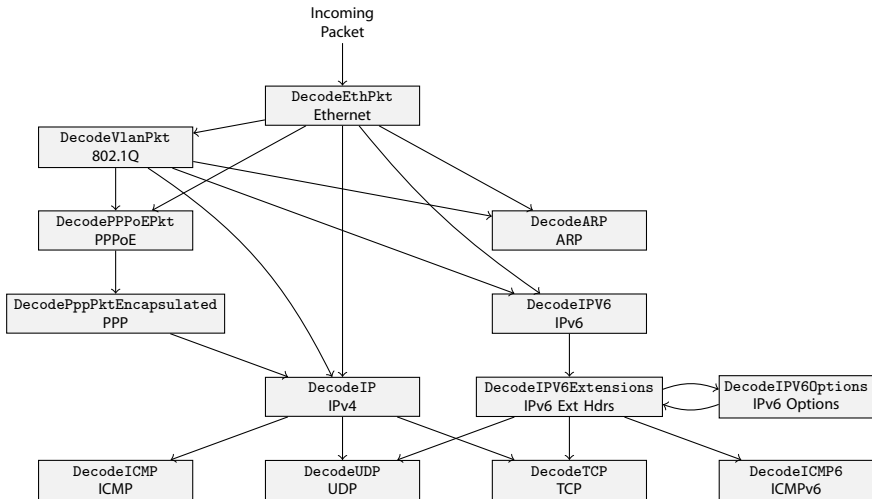 Incoming
Packet
DecodeEthPkt
Ethernet
DecodeVlanPkt
802.1Q
DecodePPPoEPkt
PPPoE
DecodeARP
ARP
DecodePppPktEncapsulated
PPP
DecodeIPV6
IPv6
DecodeIP
IPv4
DecodeIPV6Extensions
IPv6 Ext Hdrs
DecodeIPV6Options
IPv6 Options
DecodeICMP
ICMP
DecodeUDP
UDP
DecodeTCP
TCP
DecodeICMP6
ICMPv6